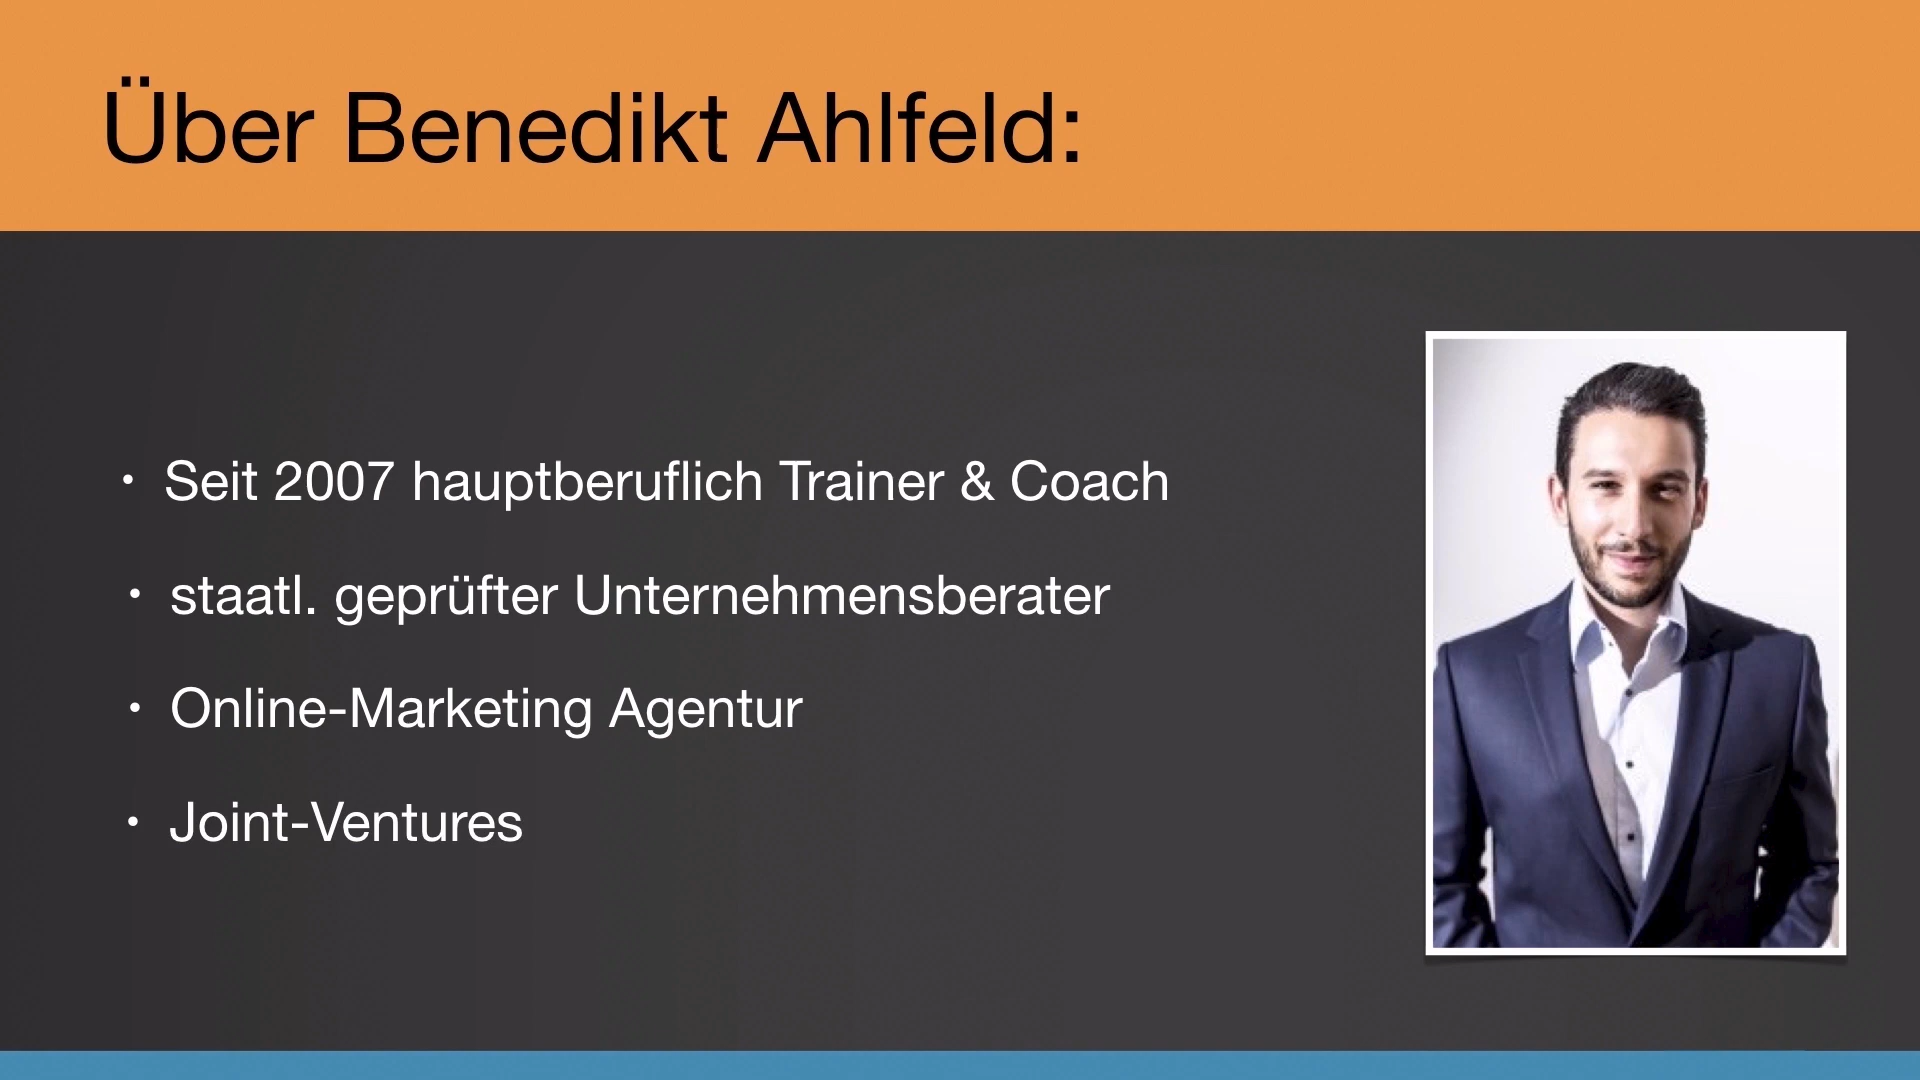 Über Benedikt Ahlfeld:
• Seit 2007 hauptberuflich Trainer & Coach
• staatl. geprüfter Unternehmensberater
• Online-Marketing Agentur
• Joint-Ventures